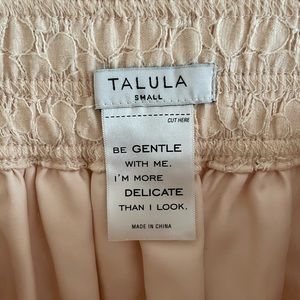 TALULA
SMALL
CUT HERE
BE GENTLE
WITH ME.
I'M MORE
DELICATE
THAN I LOOK.
MADE IN CHINA